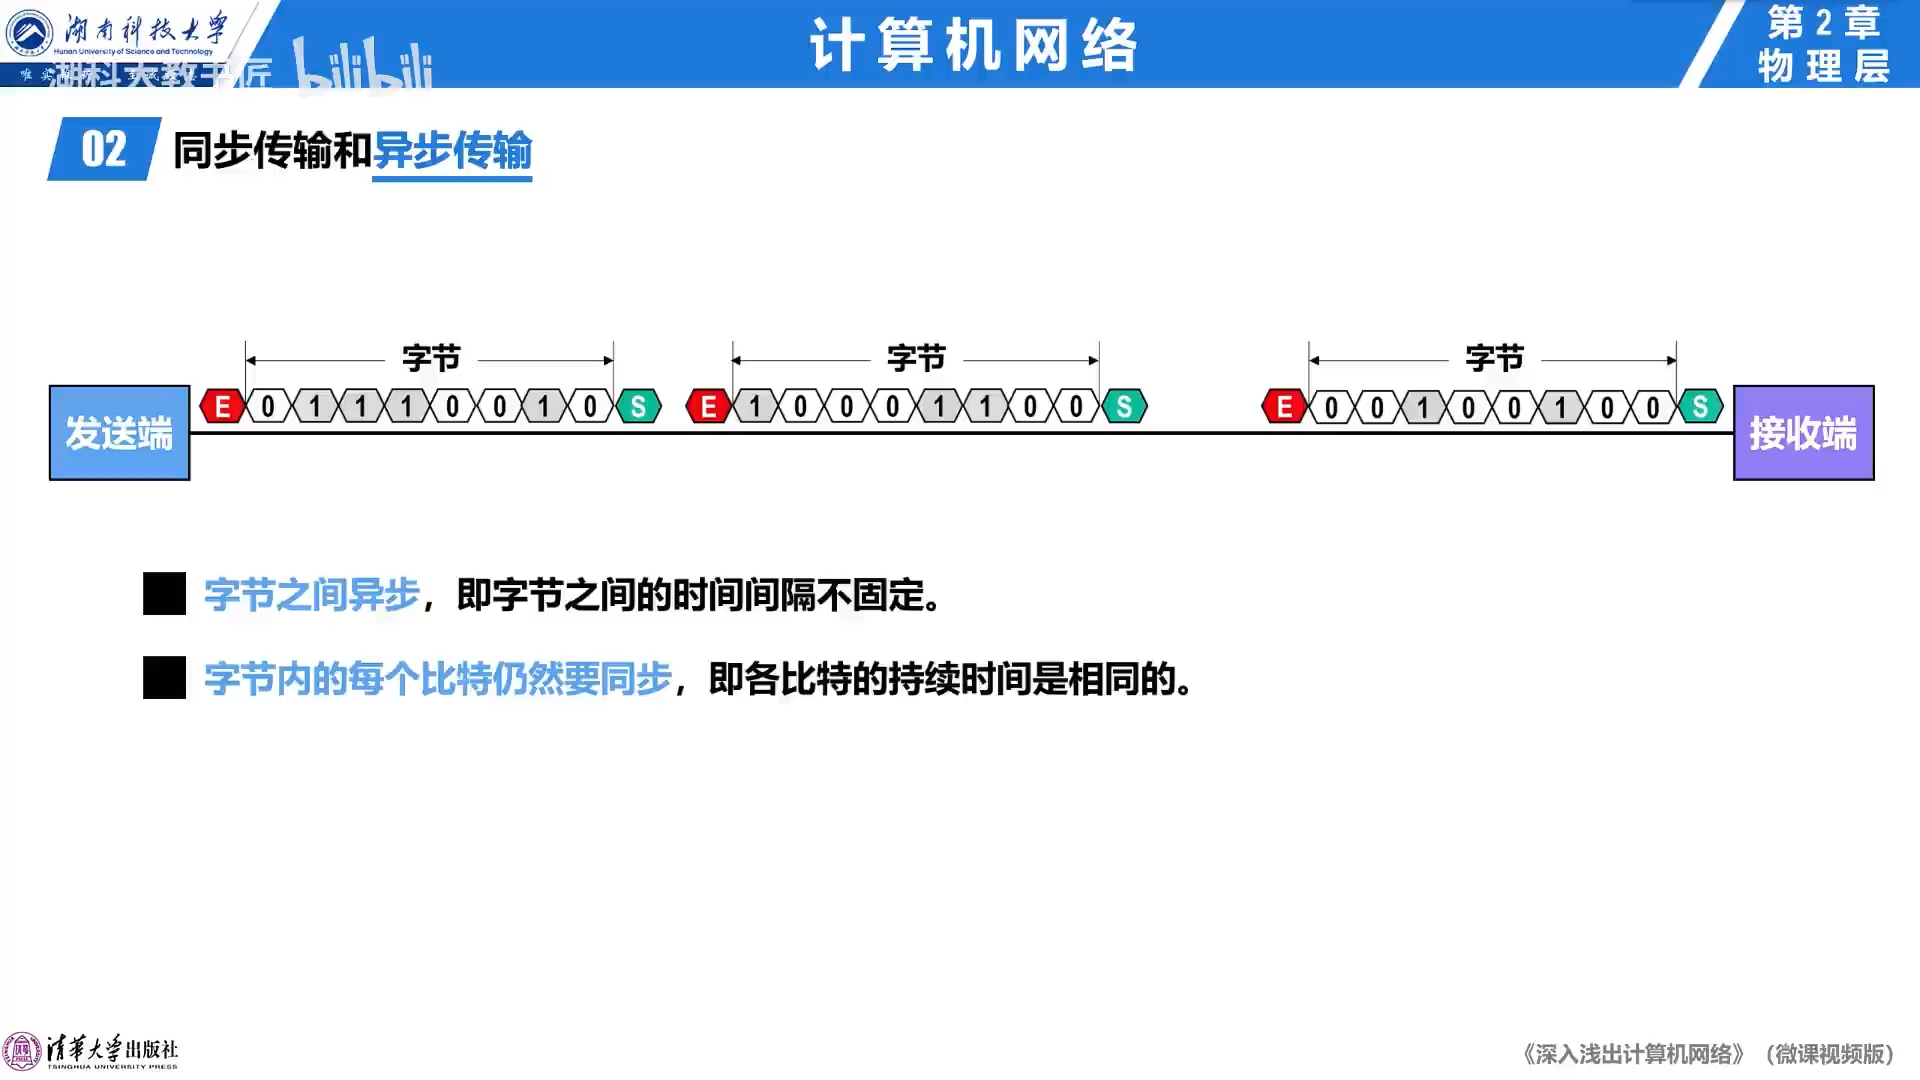 湖南科技大学
Hunan University of Science and Technology
湖科大教书匠 bilibili
计算机网络
第2章
物理层
02 同步传输和异步传输
字节 字节 字节
发送端 E 0 1 1 1 0 0 1 0 S E 1 0 0 0 1 1 0 0 S E 0 0 1 0 0 1 0 0 S 接收端
字节之间异步，即字节之间的时间间隔不固定。
字节内的每个比特仍然要同步，即各比特的持续时间是相同的。
清华大学出版社
TSINGHUA UNIVERSITY PRESS
《深入浅出计算机网络》（微课视频版）